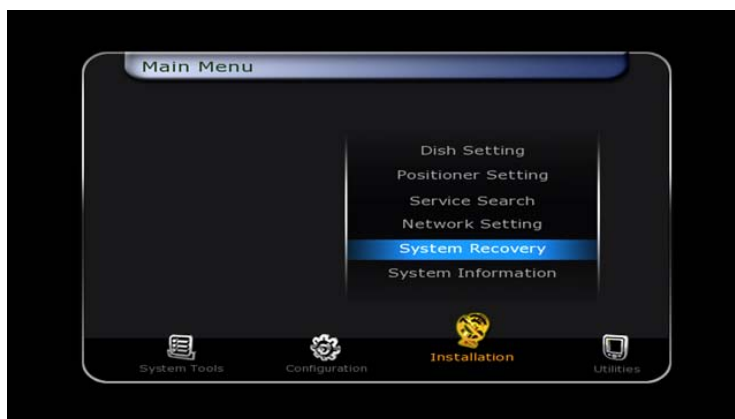 Main Menu
Dish Setting
Positioner Setting
Service Search
Network Setting
System Recovery
System Information
System Tools
Configuration
Installation
Utilities